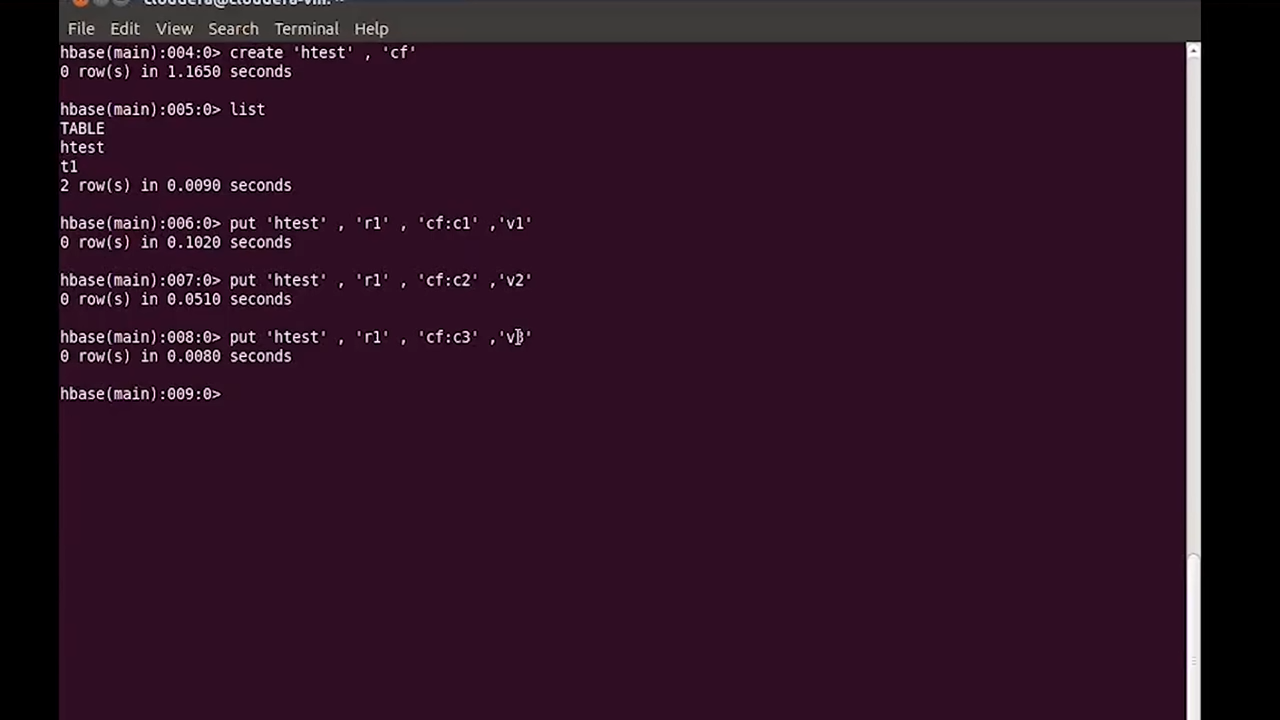 File Edit View Search Terminal Help
hbase(main):004:0> create 'htest' , 'cf'
0 row(s) in 1.1650 seconds
hbase(main):005:0> list
TABLE
htest
t1
2 row(s) in 0.0090 seconds
hbase(main):006:0> put 'htest' , 'r1' , 'cf:c1' ,'v1'
0 row(s) in 0.1020 seconds
hbase(main):007:0> put 'htest' , 'r1' , 'cf:c2' ,'v2'
0 row(s) in 0.0510 seconds
hbase(main):008:0> put 'htest' , 'r1' , 'cf:c3' ,'v3'
0 row(s) in 0.0080 seconds
hbase(main):009:0>